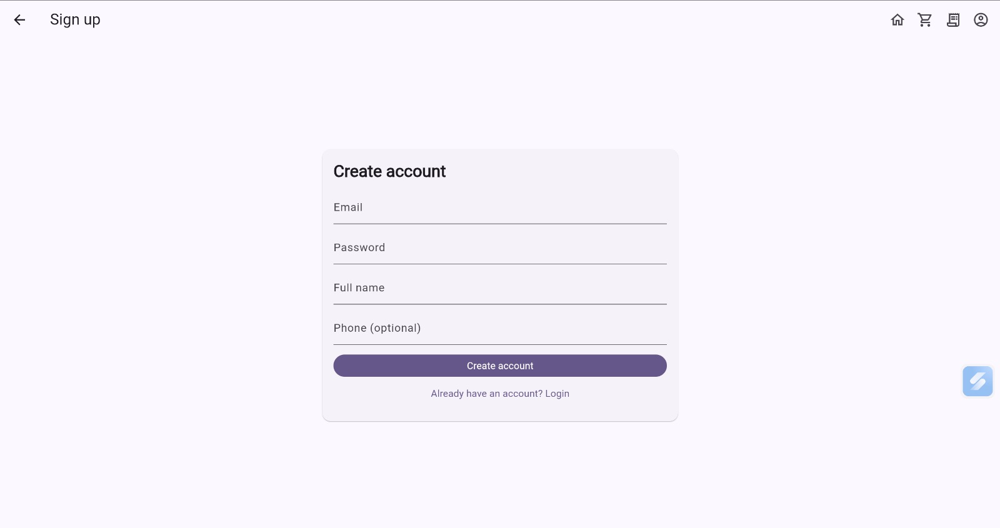 Sign up
Create account
Email
Password
Full name
Phone (optional)
Create account
Already have an account? Login